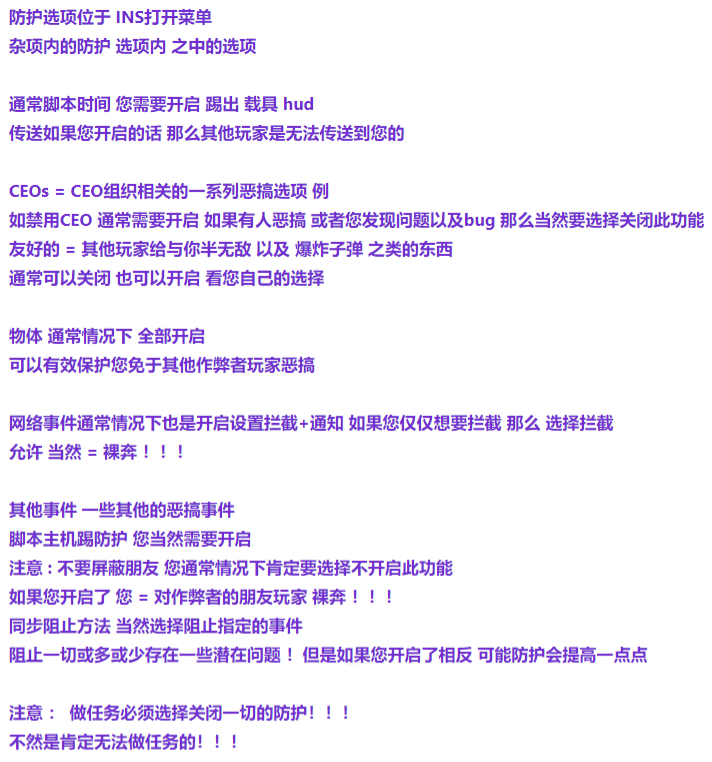 防护选项位于 INS打开菜单
杂项内的防护 选项内 之中的选项
通常脚本时间 您需要开启 踢出 载具 hud
传送如果您开启的话 那么其他玩家是无法传送到您的
CEOs = CEO组织相关的一系列恶搞选项 例
如禁用CEO 通常需要开启 如果有人恶搞 或者您发现问题以及bug 那么当然要选择关闭此功能
友好的 = 其他玩家给与你半无敌 以及 爆炸子弹 之类的东西
通常可以关闭 也可以开启 看您自己的选择
物体 通常情况下 全部开启
可以有效保护您免于其他作弊者玩家恶搞
网络事件通常情况下也是开启设置拦截+通知 如果您仅仅想要拦截 那么 选择拦截
允许 当然 = 裸奔！！！
其他事件 一些其他的恶搞事件
脚本主机踢防护 您当然需要开启
注意 : 不要屏蔽朋友 您通常情况下肯定要选择不开启此功能
如果您开启了 您 = 对作弊者的朋友玩家 裸奔！！！
同步阻止方法 当然选择阻止指定的事件
阻止一切或多或少存在一些潜在问题！ 但是如果您开启了相反 可能防护会提高一点点
注意： 做任务必须选择关闭一切的防护！！！
不然是肯定无法做任务的！！！